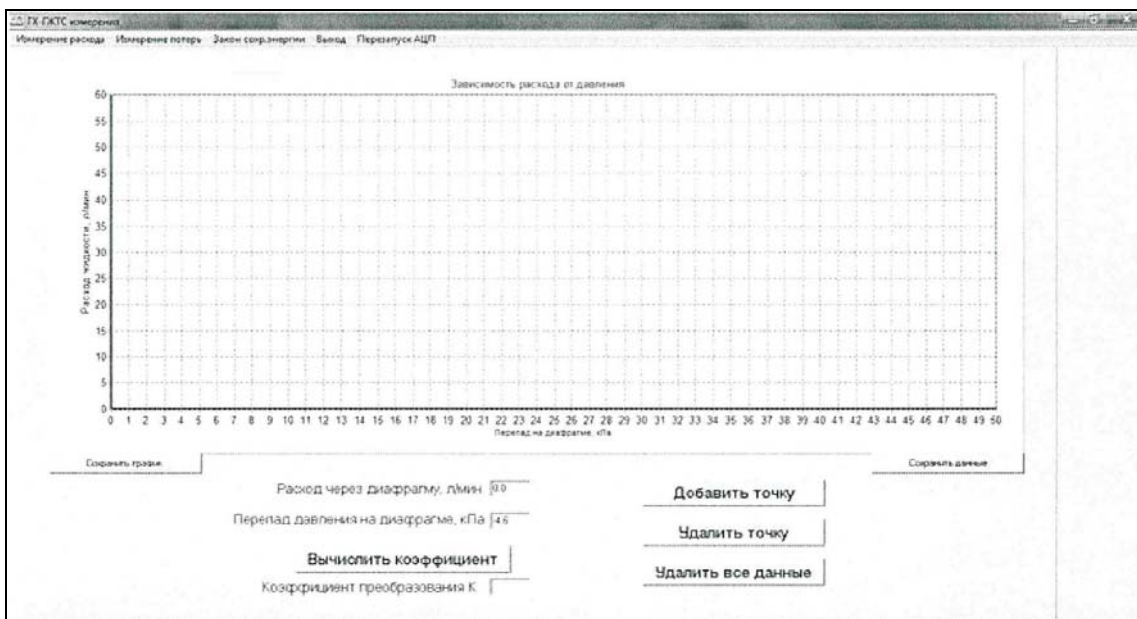 ГХ-ПЖТС измерения
Измерение расхода Измерение потерь Закон сохр.энергии Выход Перезапуск АЦП
Зависимость расхода от давления
Расход жидкости, л/мин
60
55
50
45
40
35
30
25
20
15
10
5
0
0 1 2 3 4 5 6 7 8 9 10 11 12 13 14 15 16 17 18 19 20 21 22 23 24 25 26 27 28 29 30 31 32 33 34 35 36 37 38 39 40 41 42 43 44 45 46 47 48 49 50
Перепад на диафрагме, кПа
Сохранить график Сохранить данные
Расход через диафрагму, л/мин 0.0 Добавить точку
Перепад давления на диафрагме, кПа -4.6
Удалить точку
Вычислить коэффициент
Удалить все данные
Коэффициент преобразования К